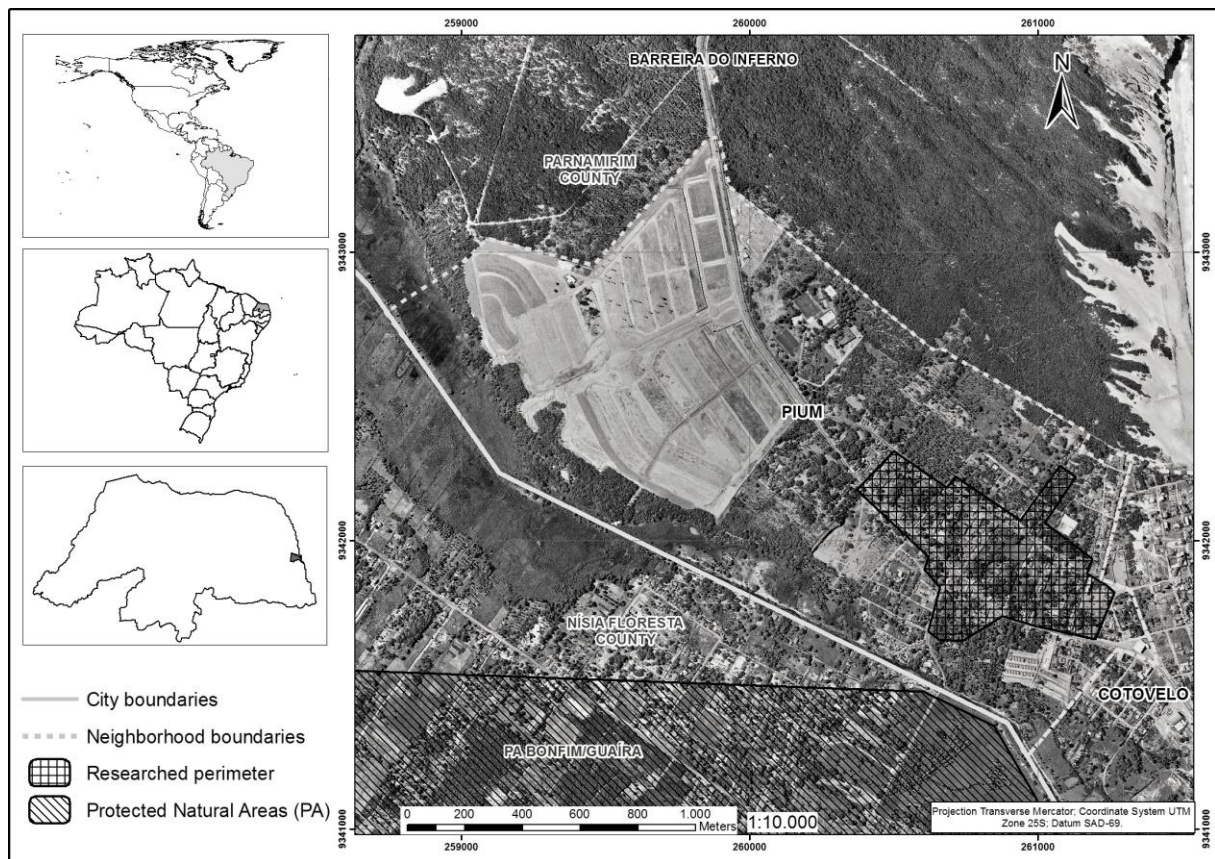 259000 260000 261000
BARREIRA DO INFERNO
N
PARNAMIRIM
COUNTY
9343000 9343000
PIUM
9342000 9342000
NÍSIA FLORESTA
COUNTY
COTOVELO
PA BONFIM/GUAÍRA
City boundaries
Neighborhood boundaries
Researched perimeter
Protected Natural Areas (PA)
0 200 400 600 800 1.000
Meters
1:10.000
Projection Transverse Mercator; Coordinate System UTM
Zone 25S; Datum SAD-69.
9341000 9341000
259000 260000 261000